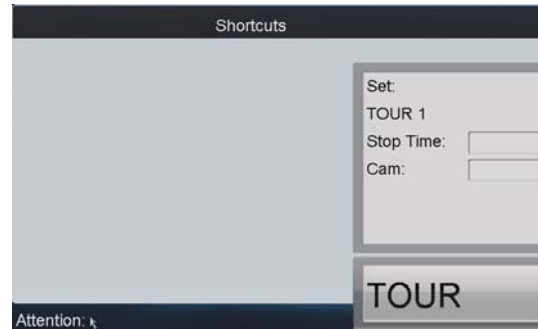 Shortcuts
Set:
TOUR 1
Stop Time:
Cam:
TOUR
Attention: